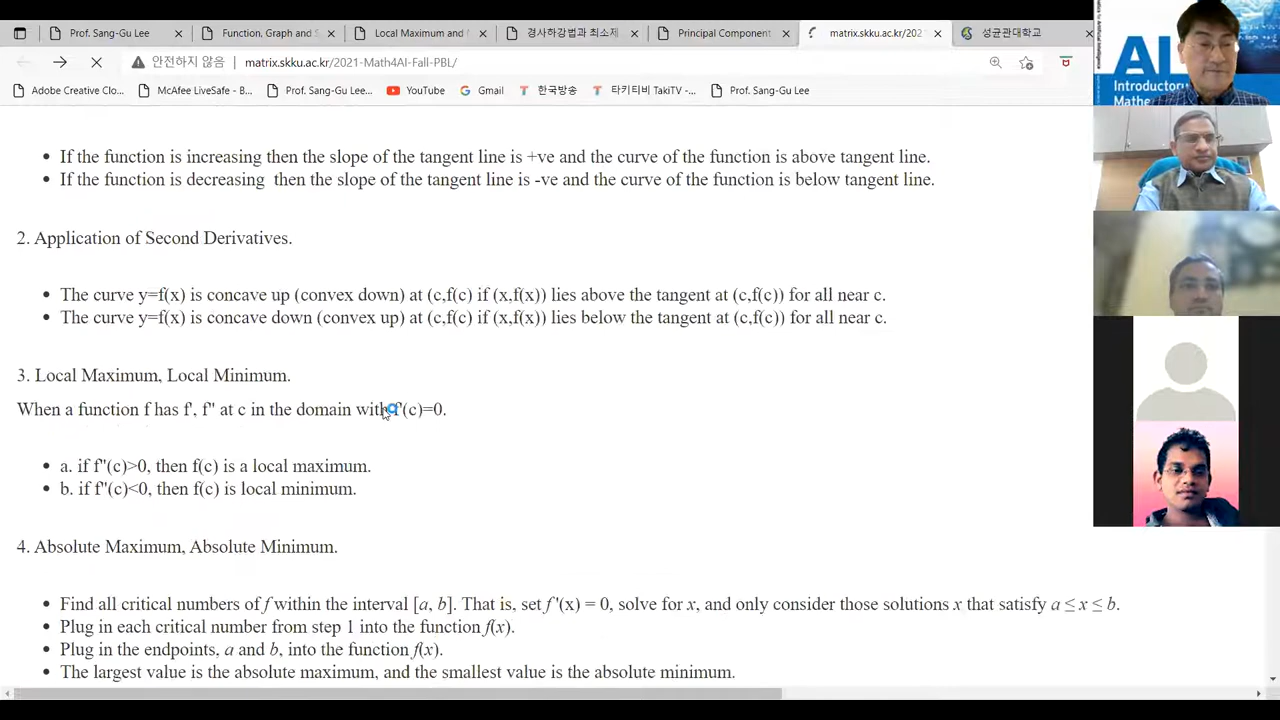 Prof. Sang-Gu Lee
Function, Graph and S
Local Maximum and
경사하강법과 최소제
Principal Component
matrix.skku.ac.kr/202
성균관대학교
안전하지 않음 matrix.skku.ac.kr/2021-Math4AI-Fall-PBL/
Adobe Creative Clo... McAfee LiveSafe - B... Prof. Sang-Gu Lee... YouTube Gmail 한국방송 타키티비 TakiTV -... Prof. Sang-Gu Lee
If the function is increasing then the slope of the tangent line is +ve and the curve of the function is above tangent line.
If the function is decreasing then the slope of the tangent line is -ve and the curve of the function is below tangent line.
2. Application of Second Derivatives.
The curve y=f(x) is concave up (convex down) at (c,f(c) if (x,f(x)) lies above the tangent at (c,f(c)) for all near c.
The curve y=f(x) is concave down (convex up) at (c,f(c) if (x,f(x)) lies below the tangent at (c,f(c)) for all near c.
3. Local Maximum, Local Minimum.
When a function f has f', f'' at c in the domain with f'(c)=0.
a. if f''(c)>0, then f(c) is a local maximum.
b. if f''(c)<0, then f(c) is local minimum.
4. Absolute Maximum, Absolute Minimum.
Find all critical numbers of f within the interval [a, b]. That is, set f '(x) = 0, solve for x, and only consider those solutions x that satisfy a ≤ x ≤ b.
Plug in each critical number from step 1 into the function f(x).
Plug in the endpoints, a and b, into the function f(x).
The largest value is the absolute maximum, and the smallest value is the absolute minimum.
AI
Introductory
Mathe